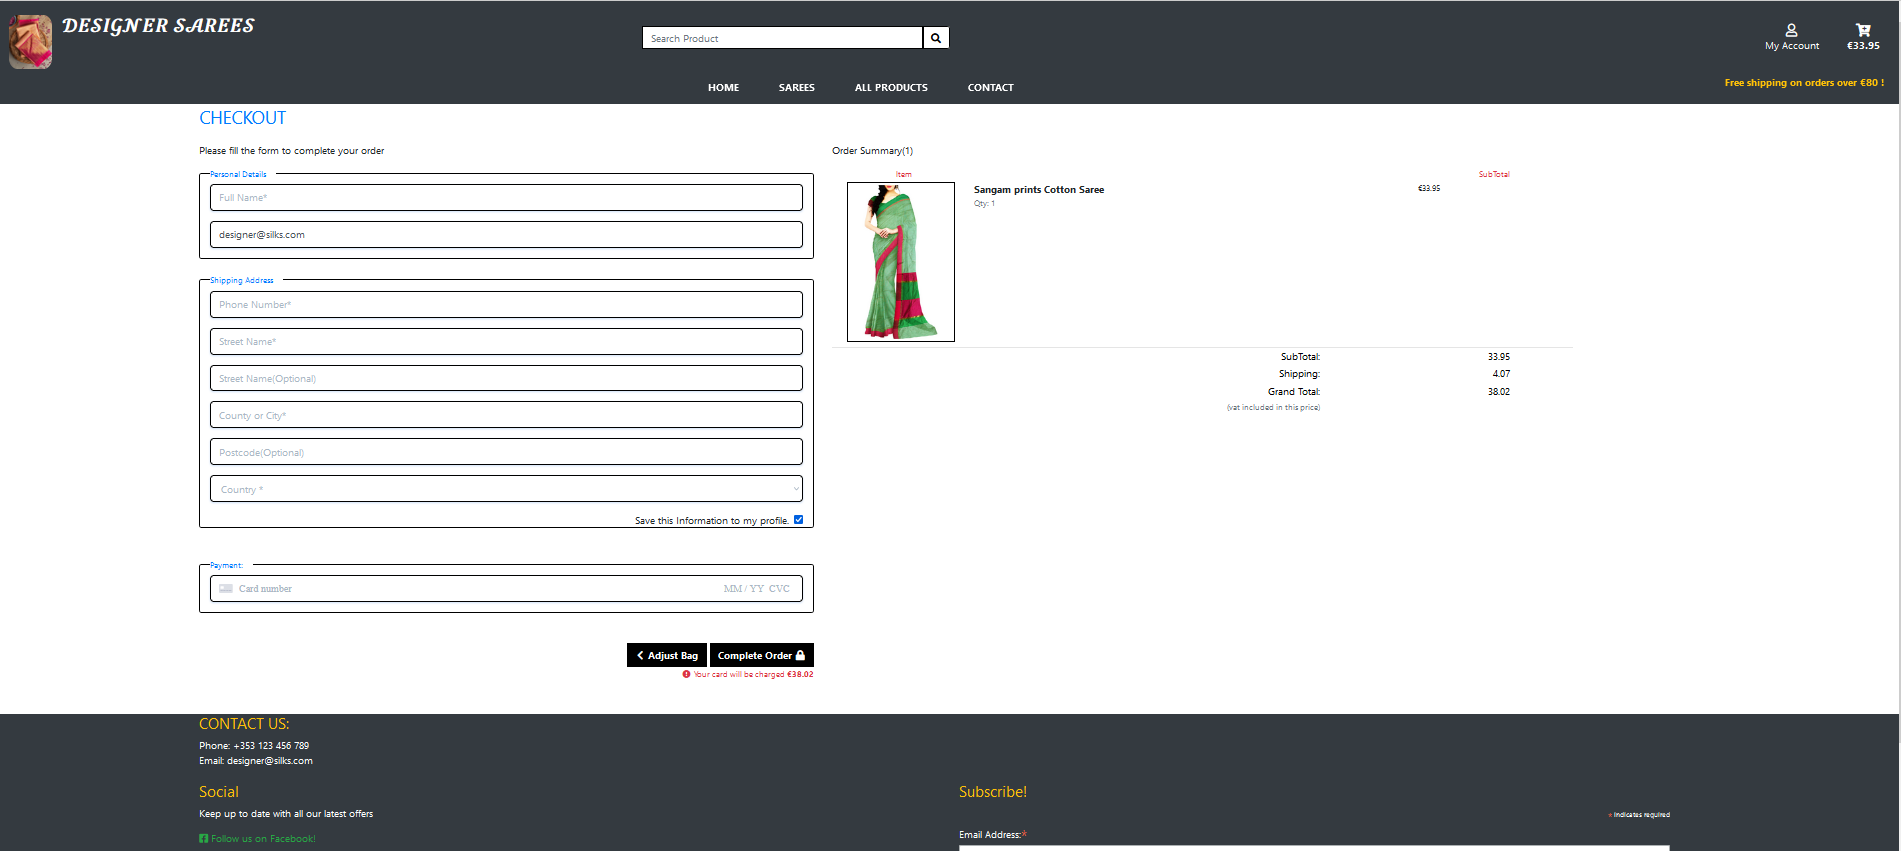 DESIGNER SAREES
Search Product
My Account
€33.95
HOME SAREES ALL PRODUCTS CONTACT
Free shipping on orders over €80 !
CHECKOUT
Please fill the form to complete your order
Personal Details
Full Name*
designer@silks.com
Shipping Address
Phone Number*
Street Name*
Street Name(Optional)
County or City*
Postcode(Optional)
Country *
Save this Information to my profile.
Payment:
Card number MM / YY CVC
Adjust Bag Complete Order
Your card will be charged €38.02
Order Summary(1)
Item SubTotal
Sangam prints Cotton Saree €33.95
Qty: 1
SubTotal: 33.95
Shipping: 4.07
Grand Total: 38.02
(vat included in this price)
CONTACT US:
Phone: +353 123 456 789
Email: designer@silks.com
Social
Keep up to date with all our latest offers
Follow us on Facebook!
Subscribe!
* indicates required
Email Address:*